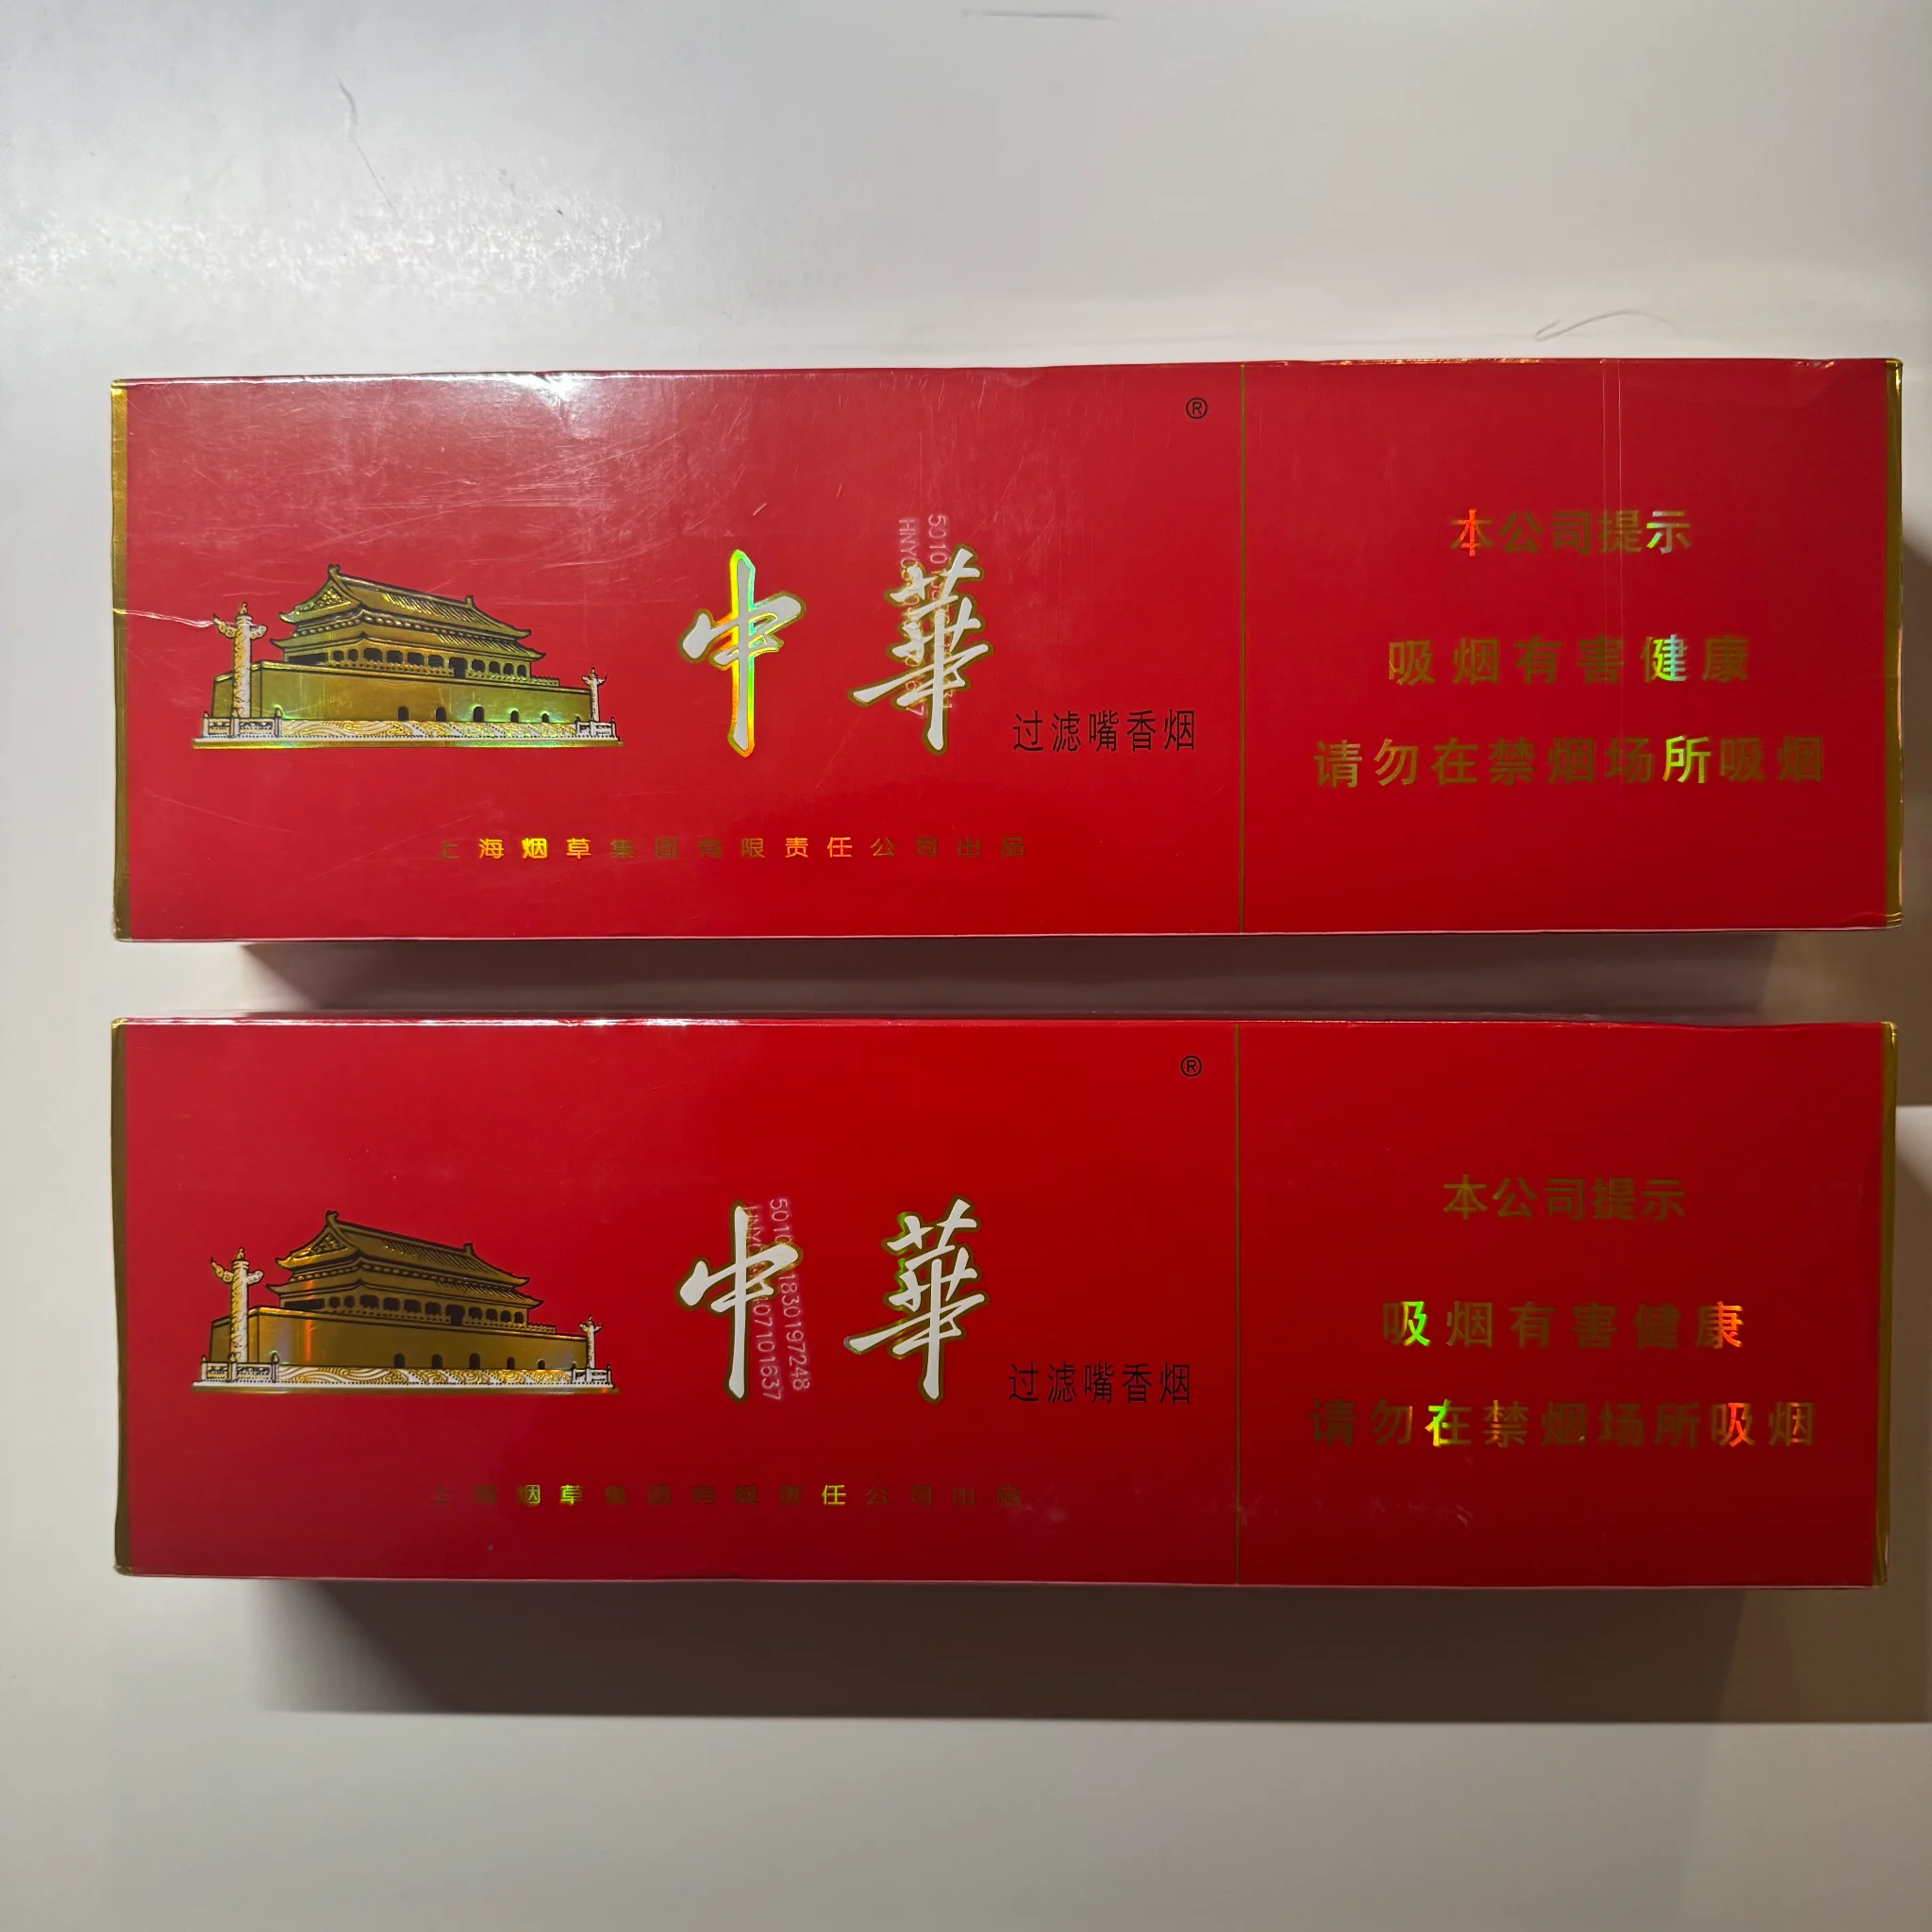 ®
中華
过滤嘴香烟
上海烟草集团有限责任公司出品
本公司提示
吸烟有害健康
请勿在禁烟场所吸烟
®
中華
过滤嘴香烟
上海烟草集团有限责任公司出品
本公司提示
吸烟有害健康
请勿在禁烟场所吸烟